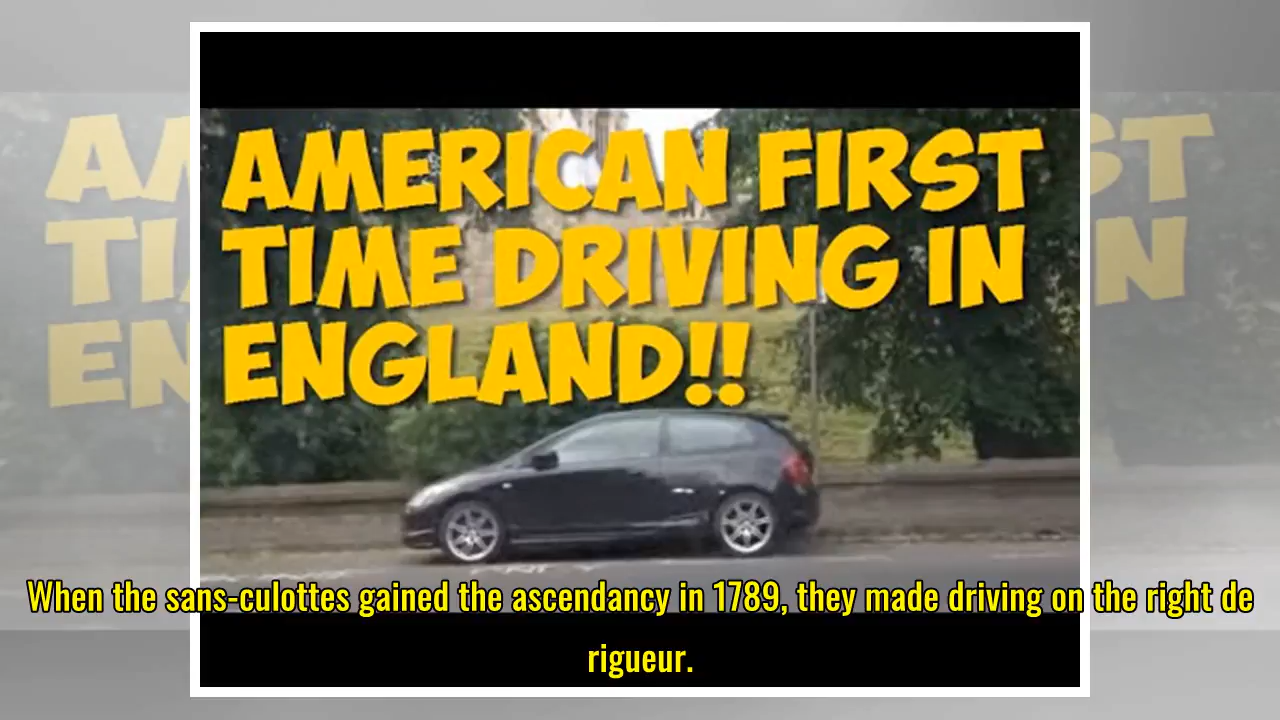 AMERICAN FIRST
TIME DRIVING IN
ENGLAND!!
When the sans-culottes gained the ascendancy in 1789, they made driving on the right de
rigueur.